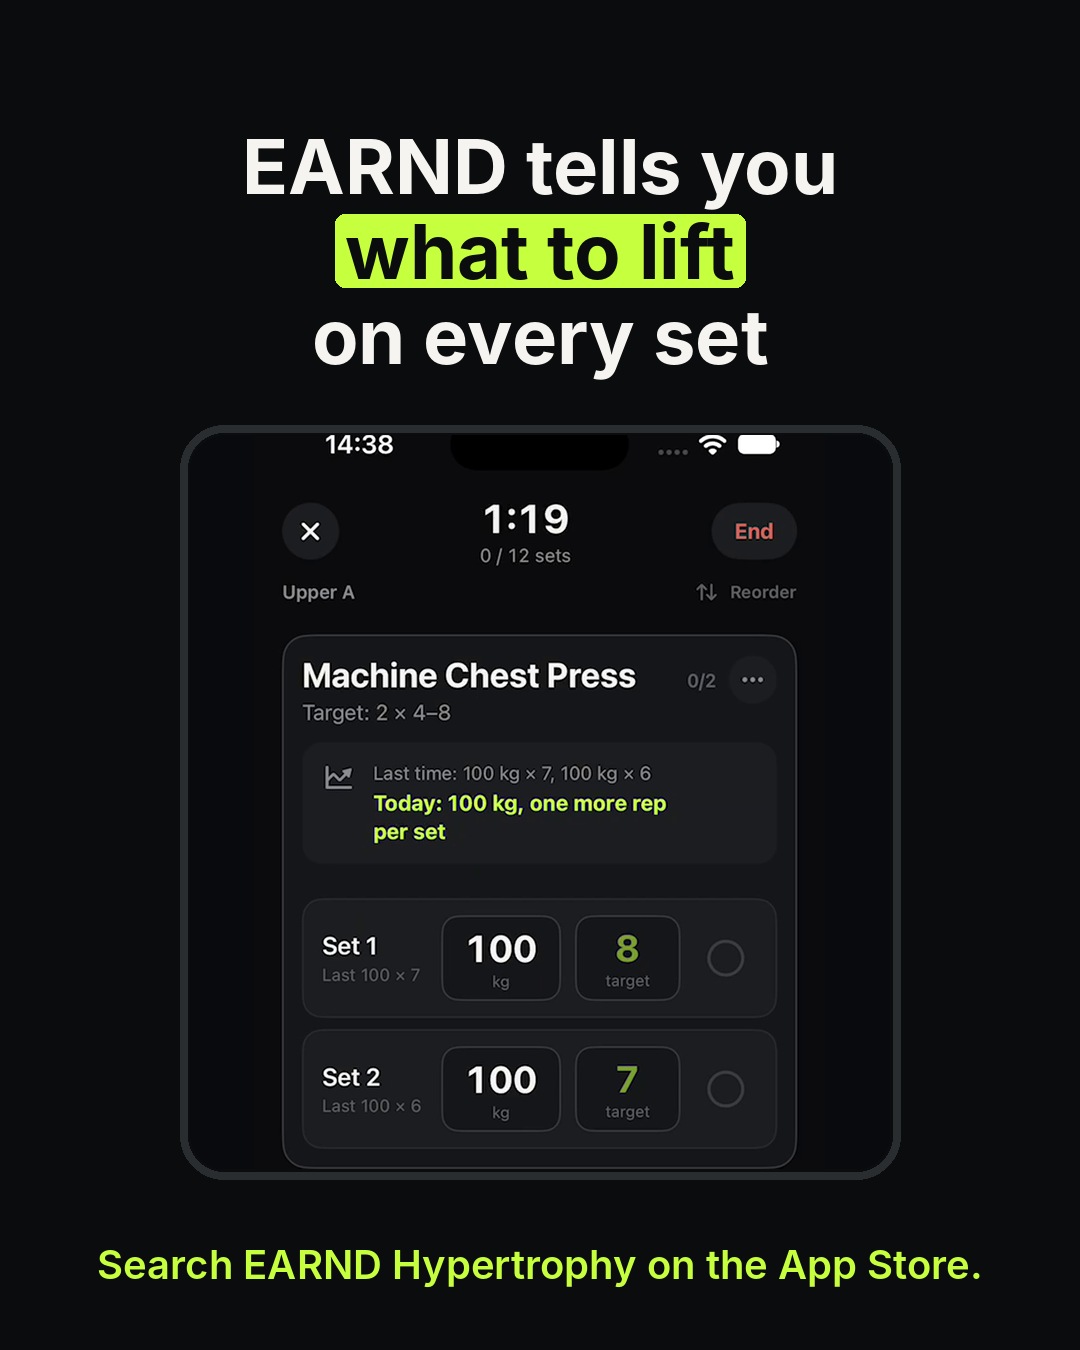 EARND tells you
what to lift
on every set
14:38
1:19
End
0 / 12 sets
Upper A
Reorder
Machine Chest Press
0/2
Target: 2 × 4–8
Last time: 100 kg × 7, 100 kg × 6
Today: 100 kg, one more rep
per set
Set 1
Last 100 × 7
100
kg
8
target
Set 2
Last 100 × 6
100
kg
7
target
Search EARND Hypertrophy on the App Store.